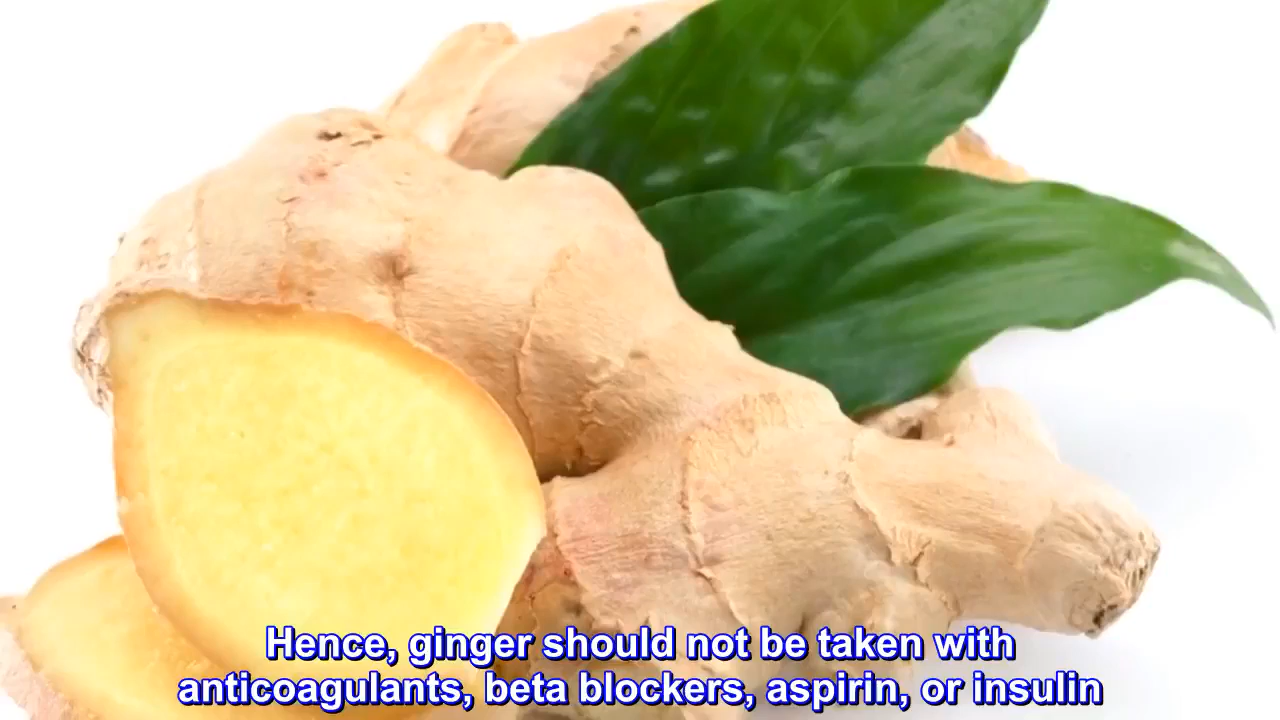 Hence, ginger should not be taken with
anticoagulants, beta blockers, aspirin, or insulin